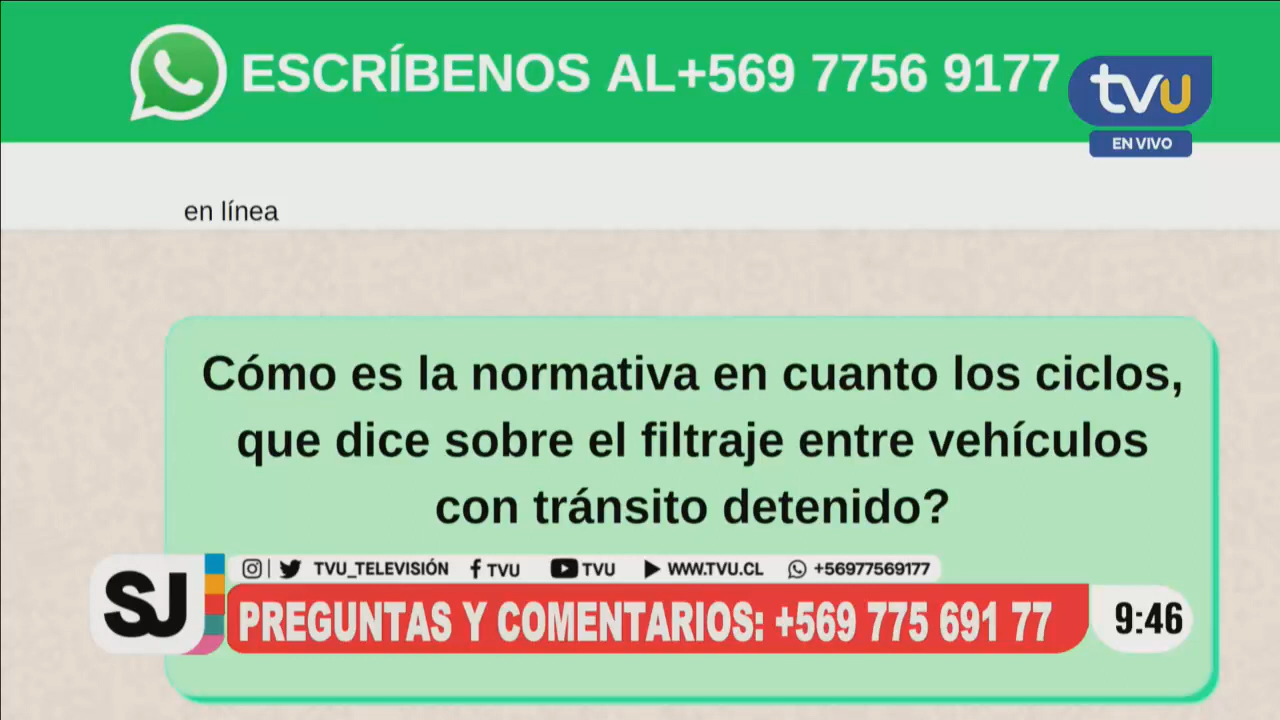 ESCRÍBENOS AL+569 7756 9177
tvu
EN VIVO
en línea
Cómo es la normativa en cuanto los ciclos,
que dice sobre el filtraje entre vehículos
con tránsito detenido?
TVU_TELEVISIÓN TVU TVU WWW.TVU.CL +56977569177
SJ
PREGUNTAS Y COMENTARIOS: +569 775 691 77
9:46